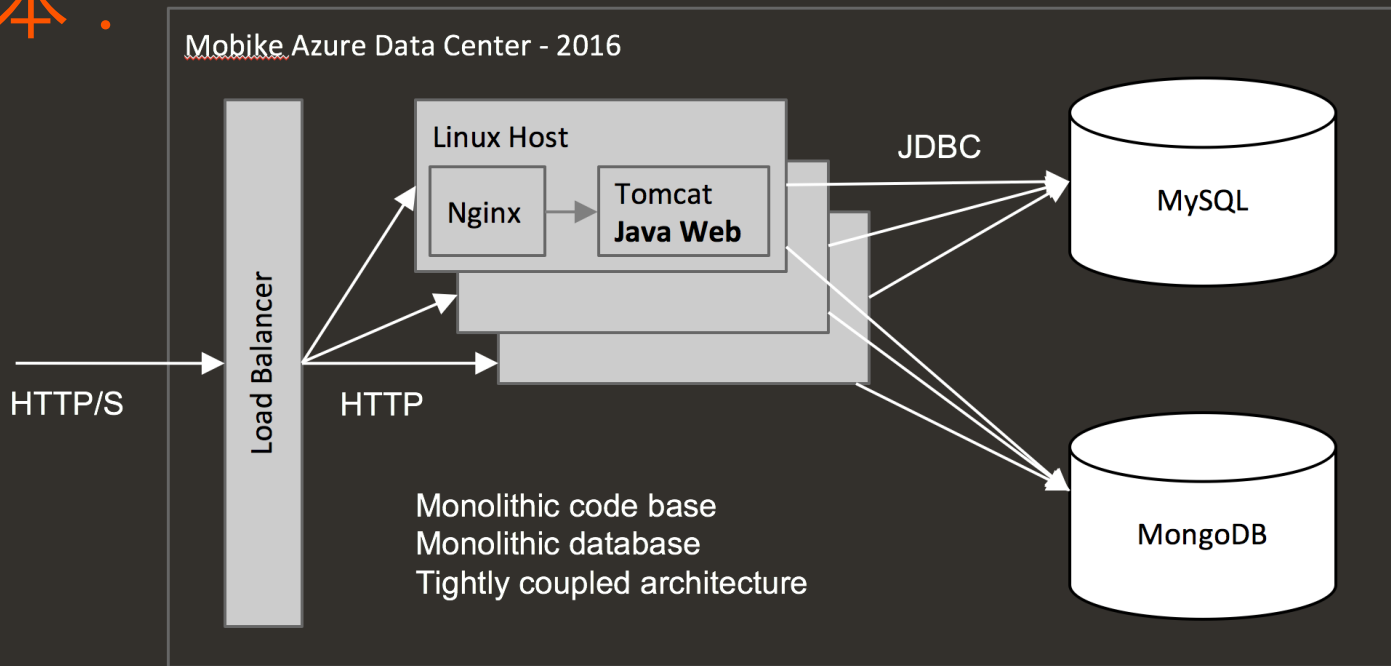 本.
Mobike Azure Data Center - 2016
Linux Host
Nginx
Tomcat
Java Web
JDBC
MySQL
Load Balancer
HTTP/S
HTTP
Monolithic code base
Monolithic database
Tightly coupled architecture
MongoDB